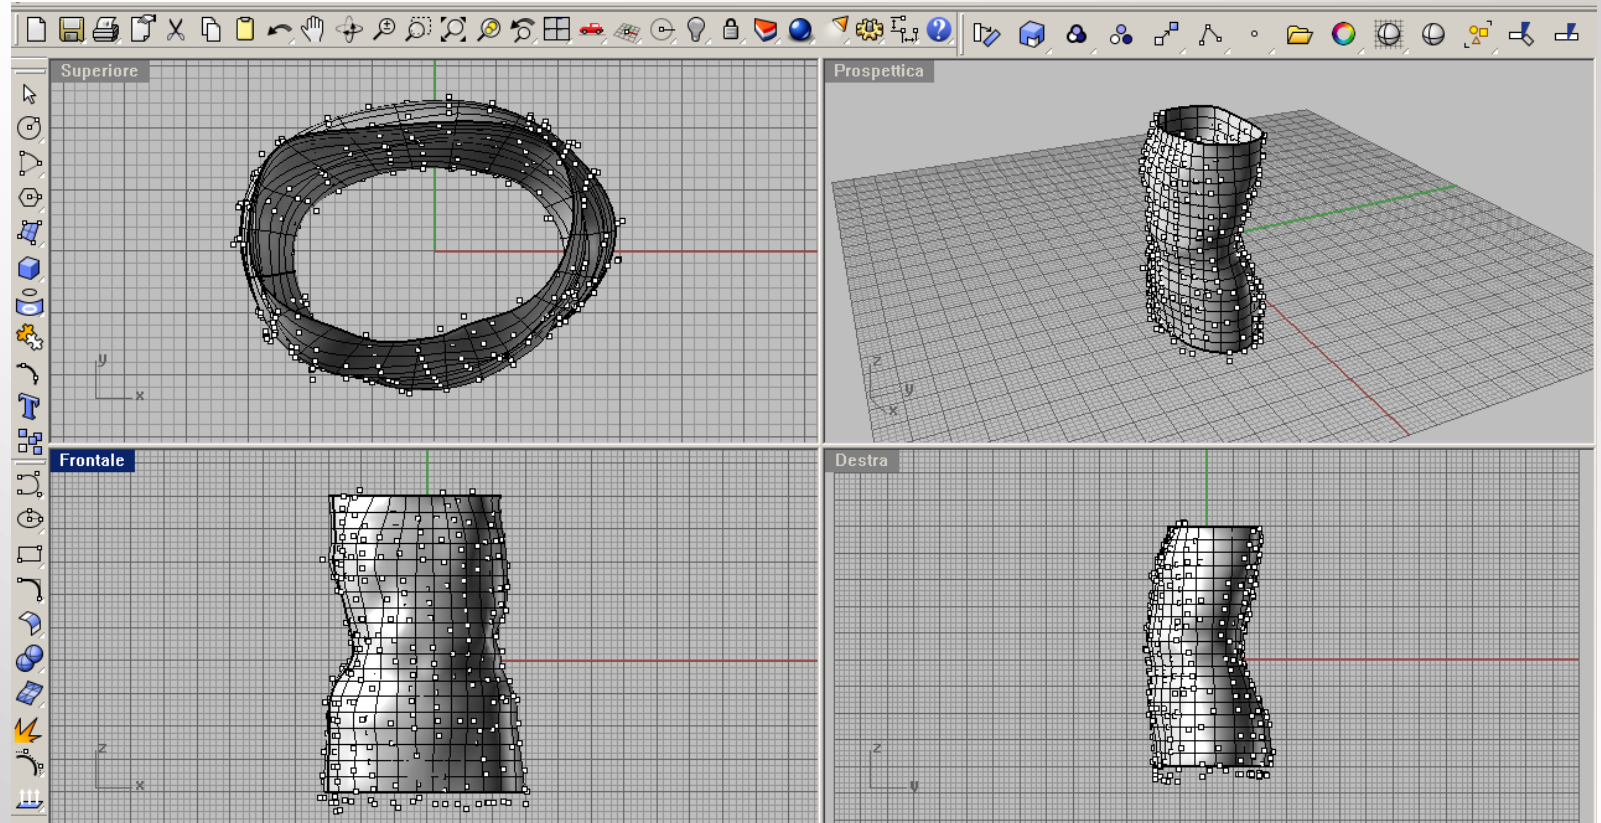 Superiore
Prospettica
y
x
z
y
x
Frontale
Destra
z
x
z
y